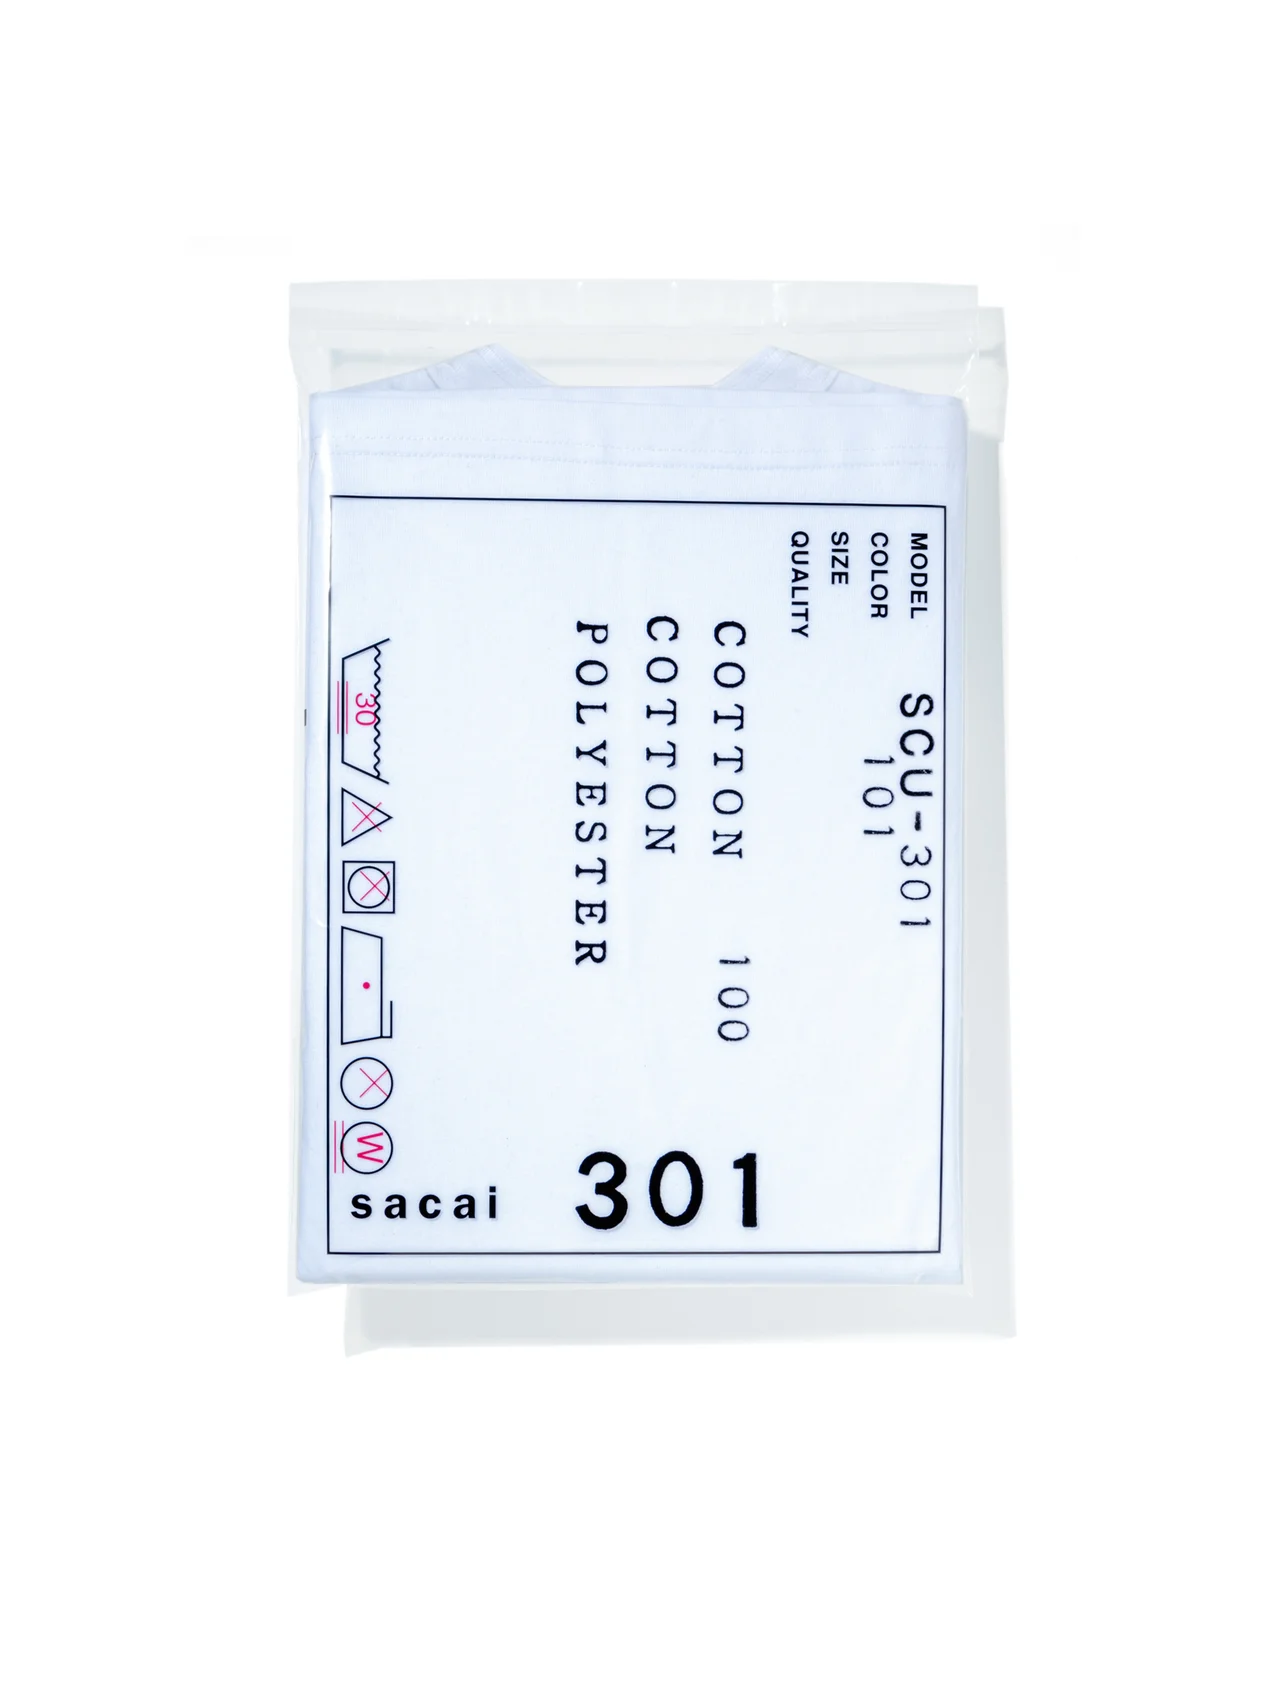 MODEL SCU-301
COLOR 101
SIZE
QUALITY
COTTON 100
COTTON
POLYESTER
30
W
sacai
301